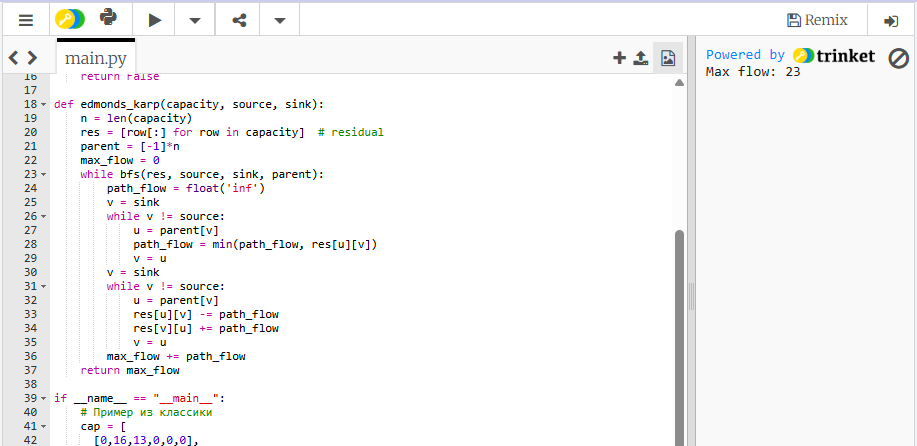 Remix
main.py
Powered by trinket
Max flow: 23
16 return False
17
18 def edmonds_karp(capacity, source, sink):
19 n = len(capacity)
20 res = [row[:] for row in capacity]  # residual
21 parent = [-1]*n
22 max_flow = 0
23 while bfs(res, source, sink, parent):
24 path_flow = float('inf')
25 v = sink
26 while v != source:
27 u = parent[v]
28 path_flow = min(path_flow, res[u][v])
29 v = u
30 v = sink
31 while v != source:
32 u = parent[v]
33 res[u][v] -= path_flow
34 res[v][u] += path_flow
35 v = u
36 max_flow += path_flow
37 return max_flow
38
39 if __name__ == "__main__":
40 # Пример из классики
41 cap = [
42 [0,16,13,0,0,0],